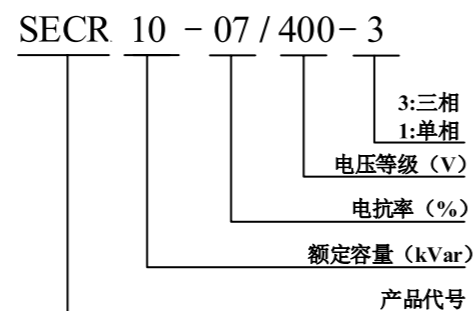 SECR 10 - 07 / 400 - 3
3:三相
1:单相
电压等级（V）
电抗率（%）
额定容量（kVar）
产品代号